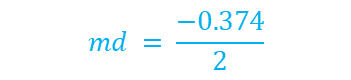 md = −0.374 / 2